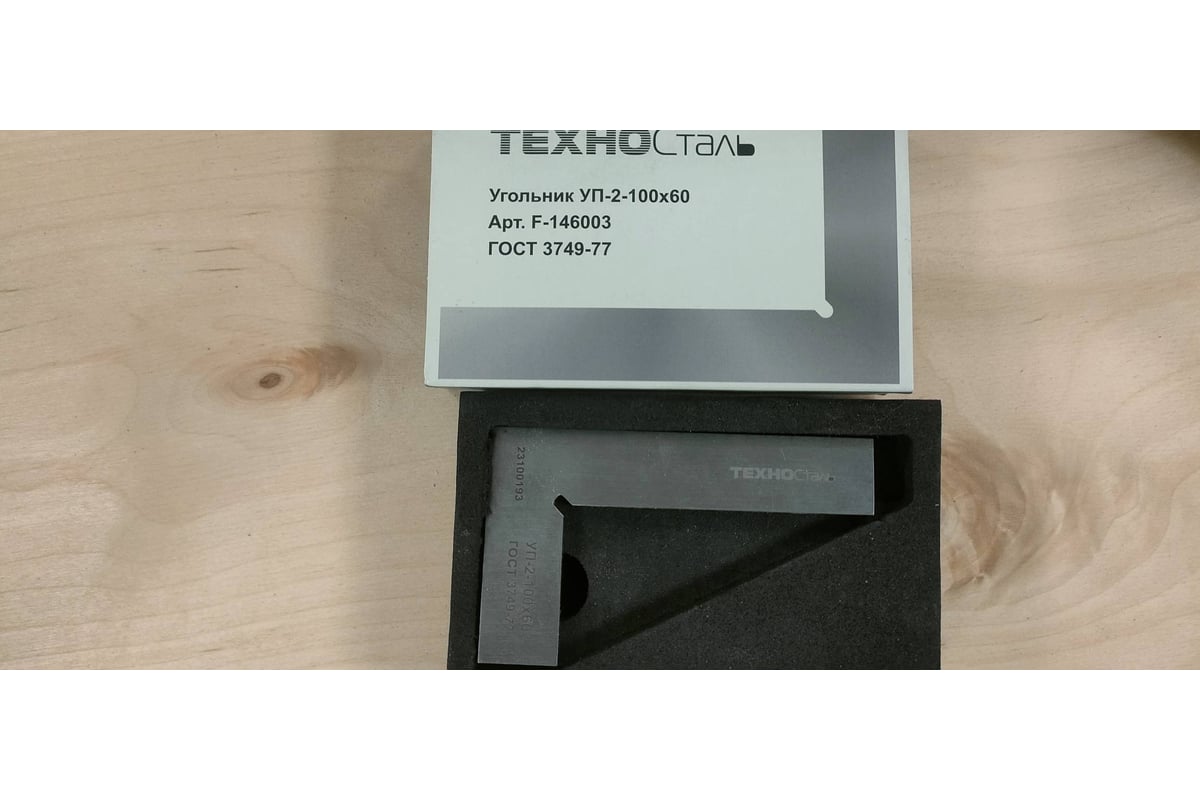 ТЕХНОСталь
Угольник УП-2-100х60
Арт. F-146003
ГОСТ 3749-77
23100193
ТЕХНОСталь
УП-2-100х60
ГОСТ 3749-77